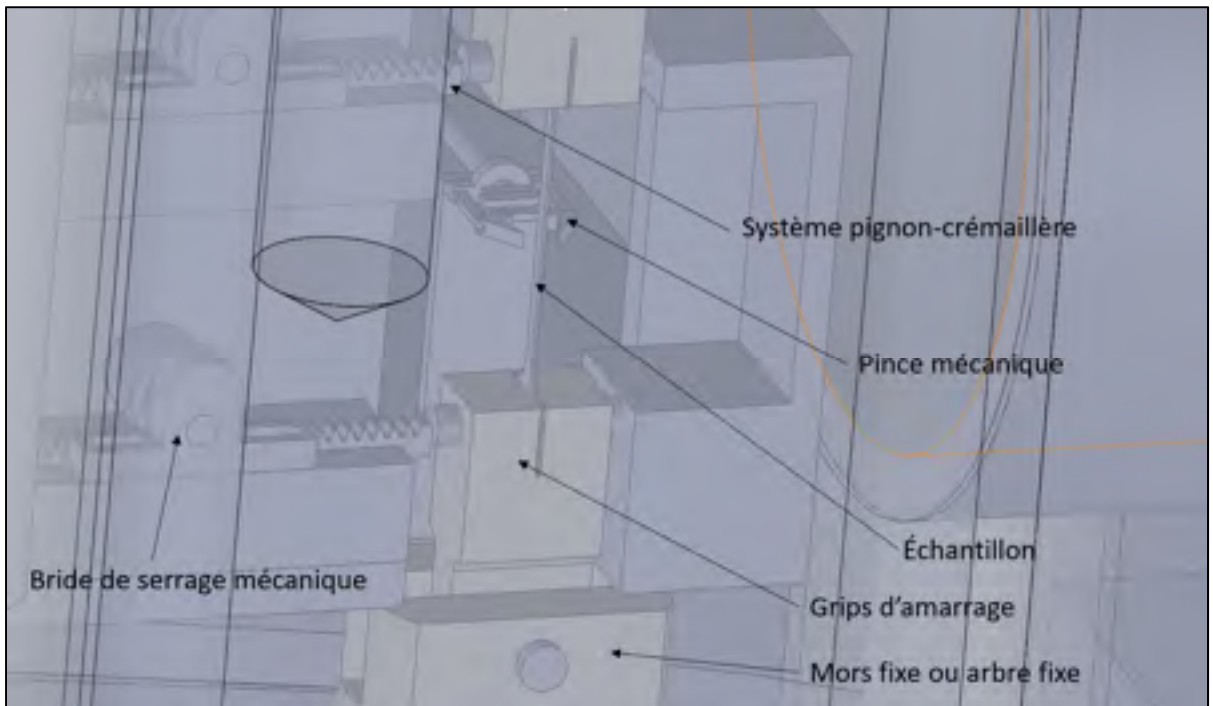 Système pignon-crémaillère
Pince mécanique
Échantillon
Bride de serrage mécanique
Grips d'amarrage
Mors fixe ou arbre fixe